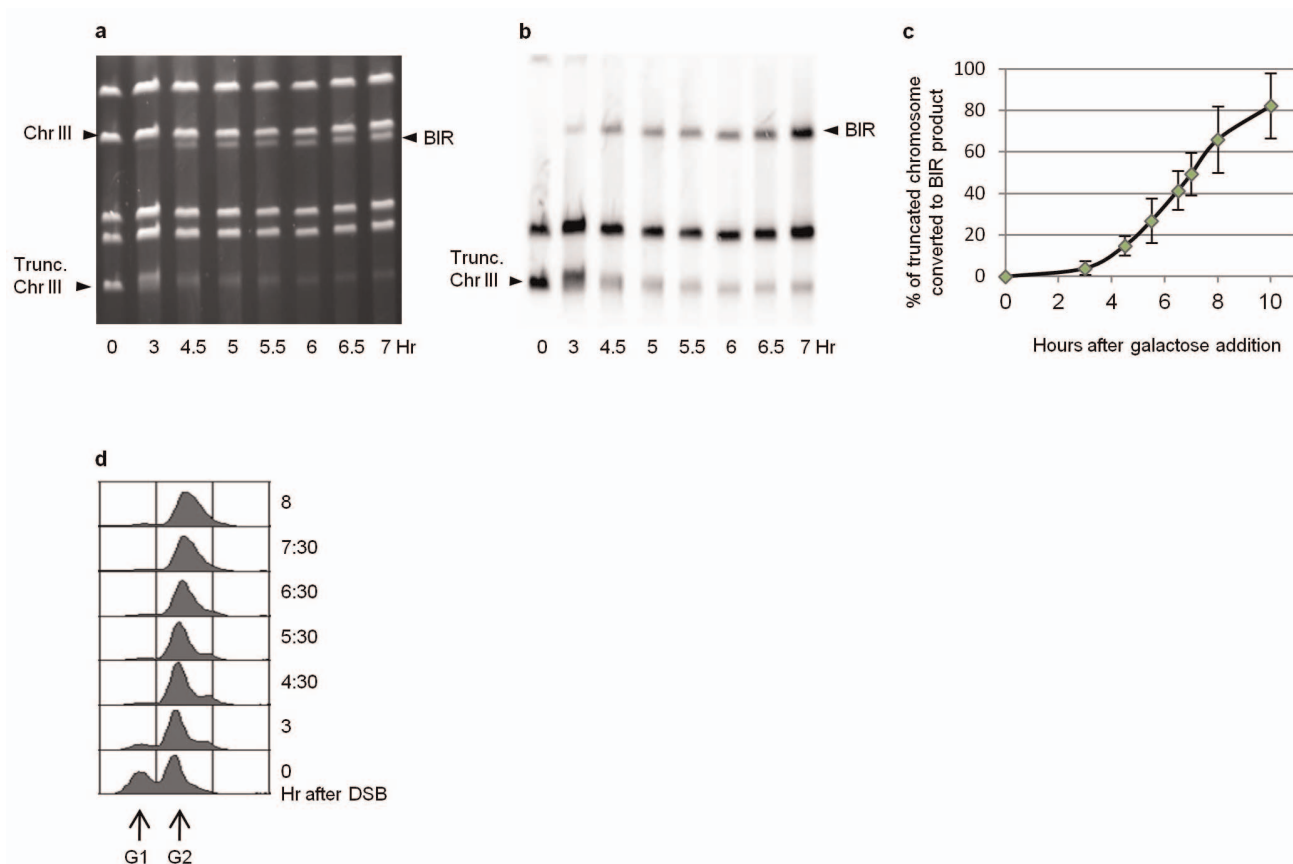 a
Chr III
BIR
Trunc.
Chr III
0 3 4.5 5 5.5 6 6.5 7 Hr
b
BIR
Trunc.
Chr III
0 3 4.5 5 5.5 6 6.5 7 Hr
c
% of truncated chromosome
converted to BIR product
100
80
60
40
20
0
0 2 4 6 8 10
Hours after galactose addition
d
8
7:30
6:30
5:30
4:30
3
0
Hr after DSB
G1 G2